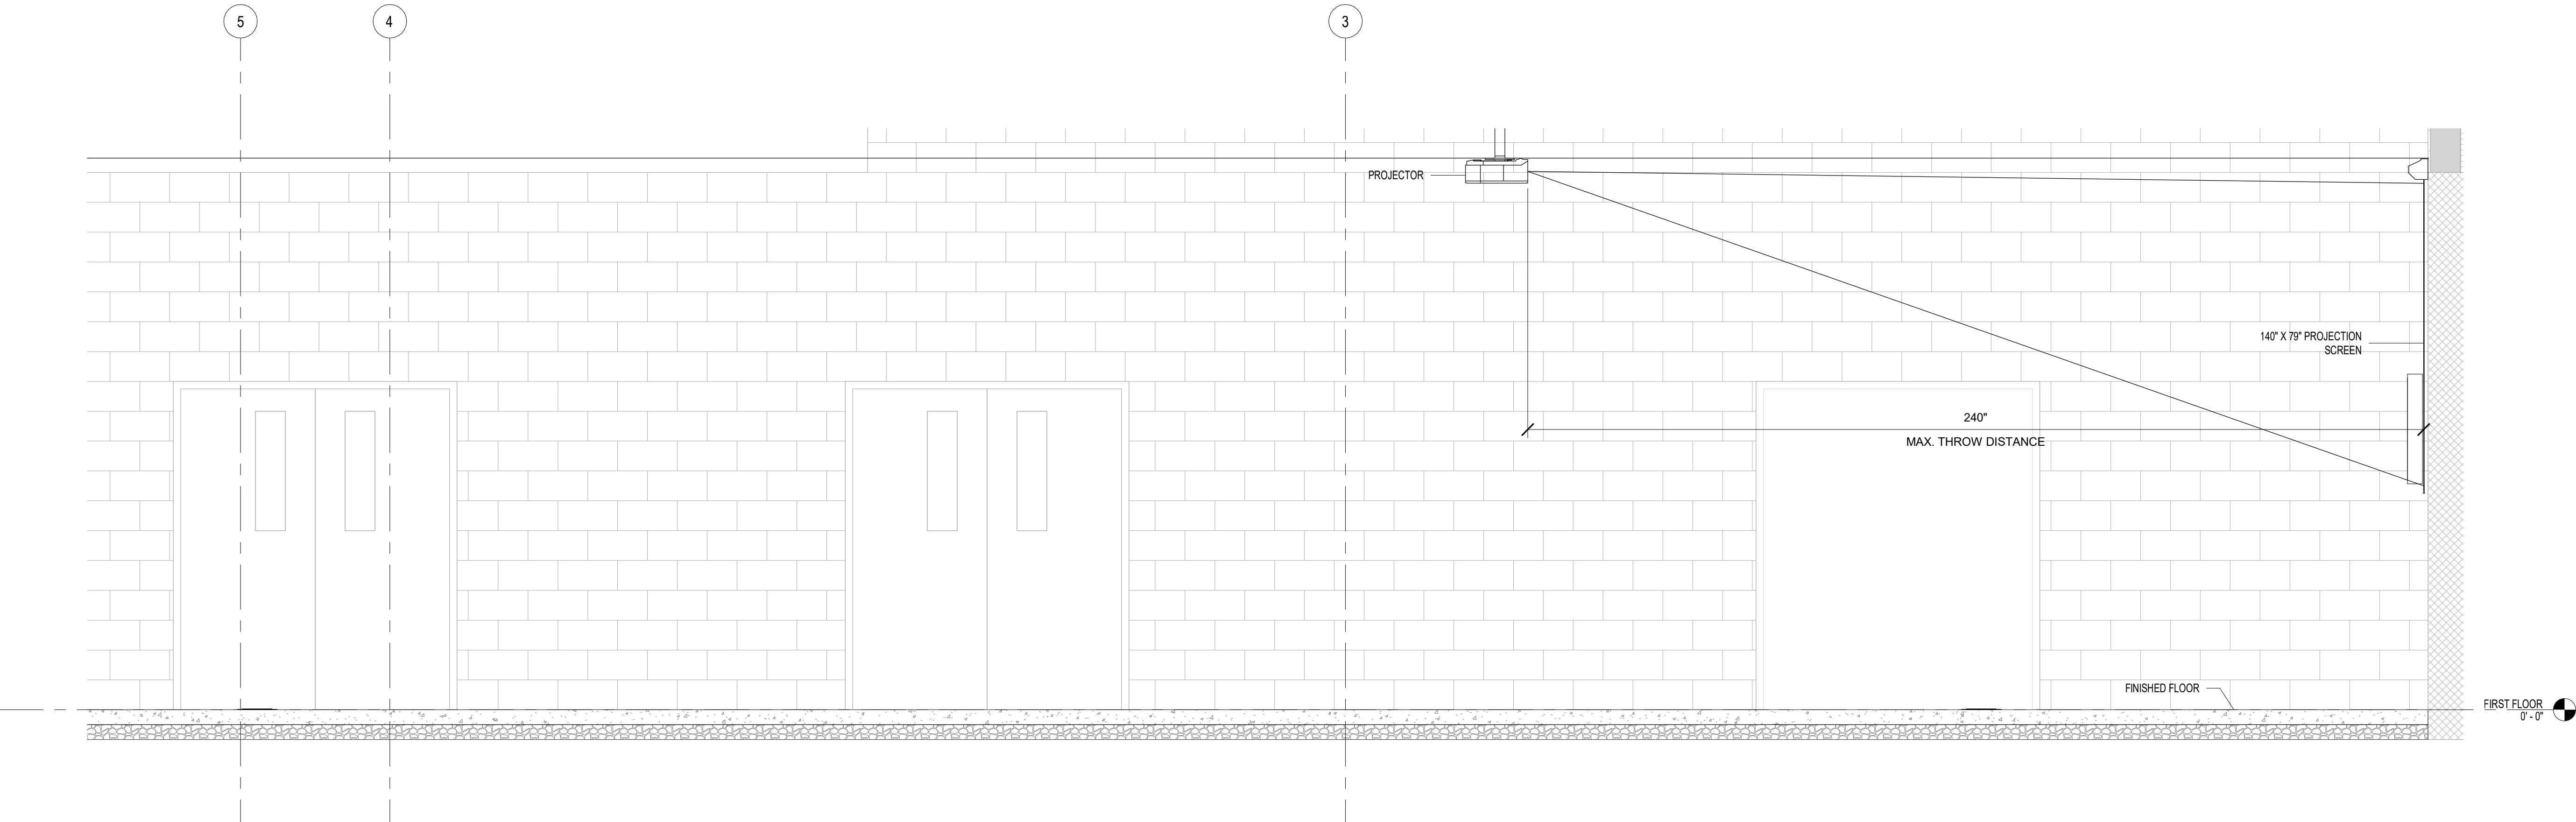 5
4
3
PROJECTOR
140" X 79" PROJECTION
SCREEN
240"
MAX. THROW DISTANCE
FINISHED FLOOR
FIRST FLOOR
0' - 0"